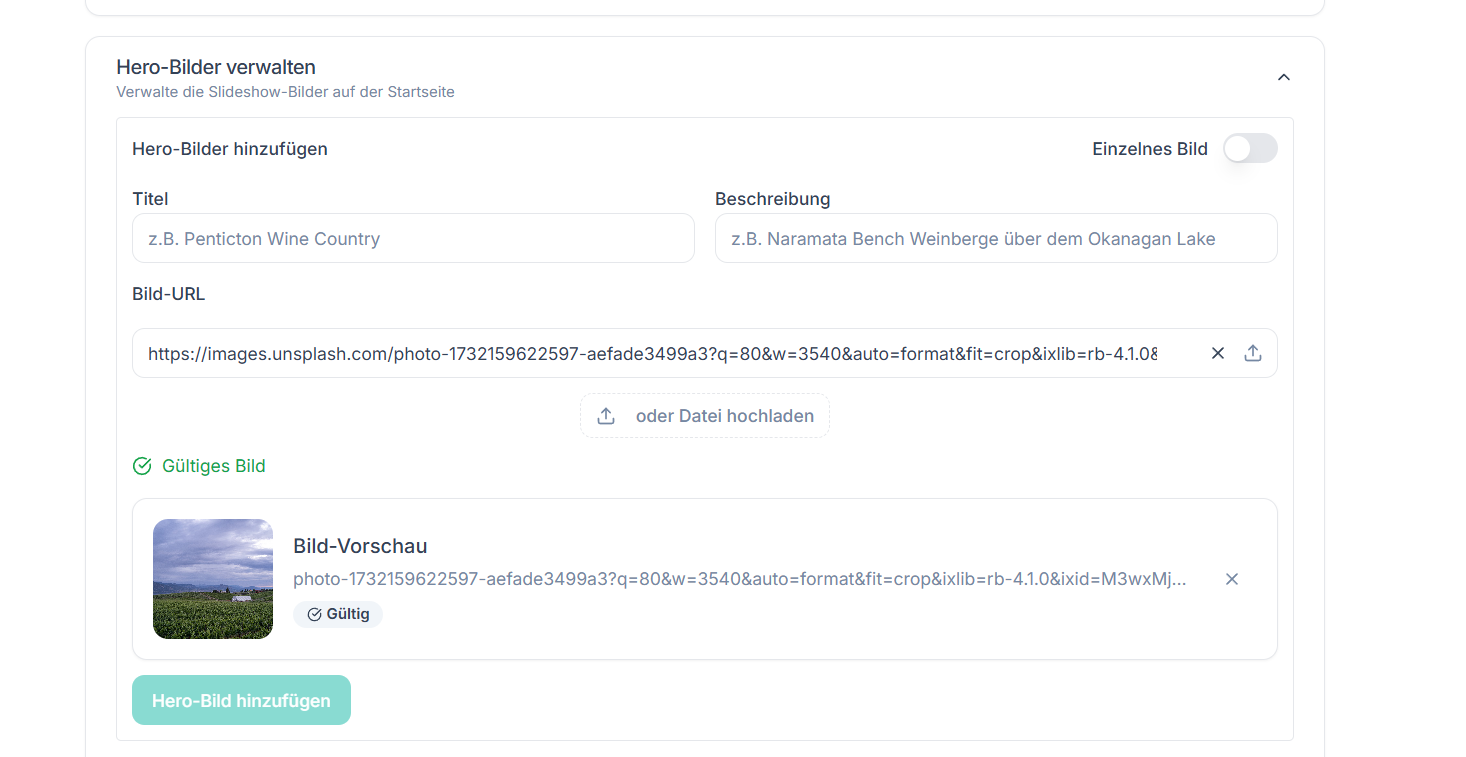 Hero-Bilder verwalten
Verwalte die Slideshow-Bilder auf der Startseite
Hero-Bilder hinzufügen
Einzelnes Bild
Titel
Beschreibung
z.B. Penticton Wine Country
z.B. Naramata Bench Weinberge über dem Okanagan Lake
Bild-URL
https://images.unsplash.com/photo-1732159622597-aefade3499a3?q=80&w=3540&auto=format&fit=crop&ixlib=rb-4.1.0&
oder Datei hochladen
Gültiges Bild
Bild-Vorschau
photo-1732159622597-aefade3499a3?q=80&w=3540&auto=format&fit=crop&ixlib=rb-4.1.0&ixid=M3wxMj...
Gültig
Hero-Bild hinzufügen